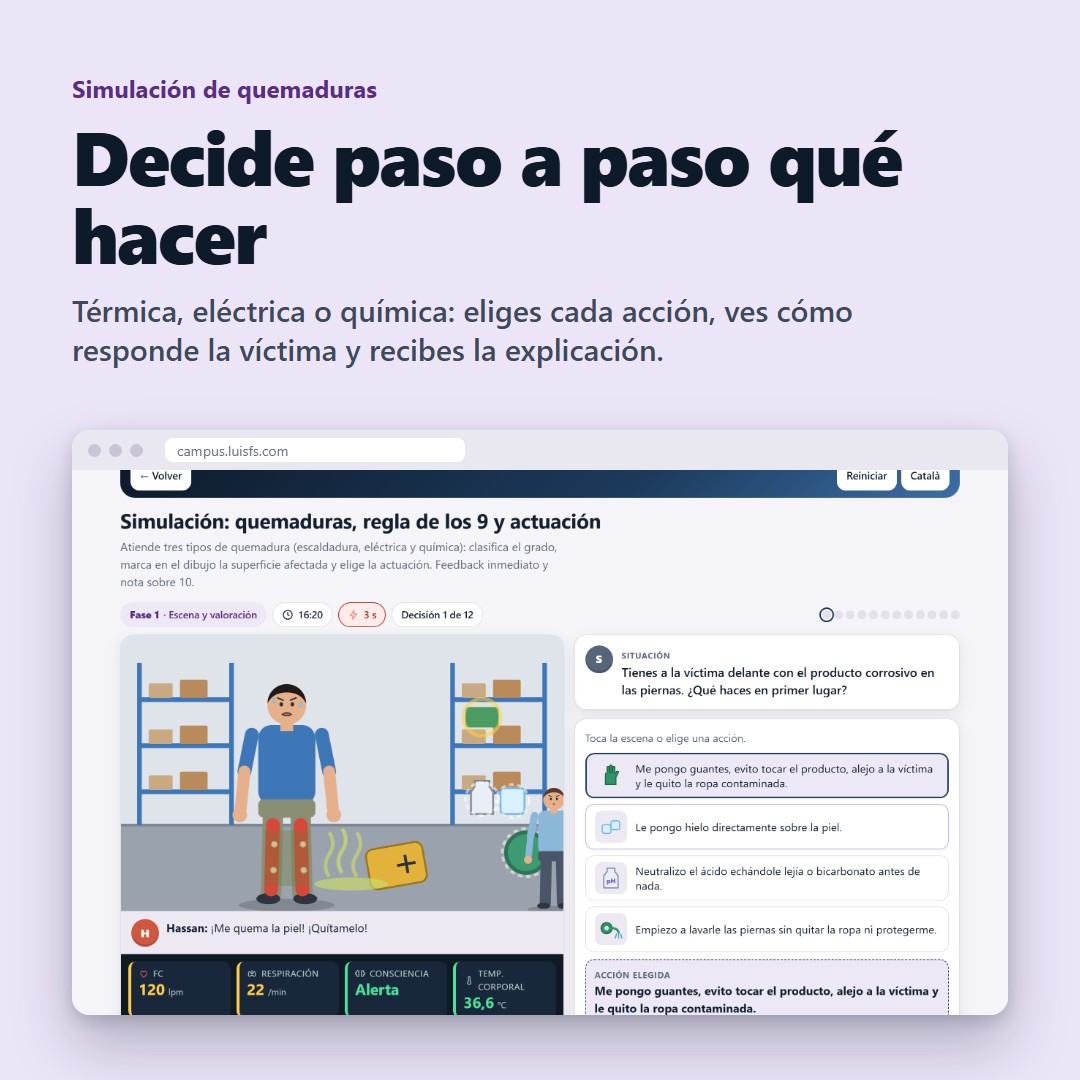 Simulación de quemaduras
Decide paso a paso qué
hacer
Térmica, eléctrica o química: eliges cada acción, ves cómo
responde la víctima y recibes la explicación.
campus.luisfs.com
← Volver
Reiniciar
Català
Simulación: quemaduras, regla de los 9 y actuación
Atiende tres tipos de quemadura (escaldadura, eléctrica y química): clasifica el grado,
marca en el dibujo la superficie afectada y elige la actuación. Feedback inmediato y
nota sobre 10.
Fase 1 · Escena y valoración
16:20
3 s
Decisión 1 de 12
S
SITUACIÓN
Tienes a la víctima delante con el producto corrosivo en
las piernas. ¿Qué haces en primer lugar?
Toca la escena o elige una acción.
Me pongo guantes, evito tocar el producto, alejo a la víctima
y le quito la ropa contaminada.
Le pongo hielo directamente sobre la piel.
pH
Neutralizo el ácido echándole lejía o bicarbonato antes de
nada.
Empiezo a lavarle las piernas sin quitar la ropa ni protegerme.
ACCIÓN ELEGIDA
Me pongo guantes, evito tocar el producto, alejo a la víctima y
le quito la ropa contaminada.
H
Hassan: ¡Me quema la piel! ¡Quítamelo!
FC
120 lpm
RESPIRACIÓN
22 /min
CONSCIENCIA
Alerta
TEMP.
CORPORAL
36,6 °C